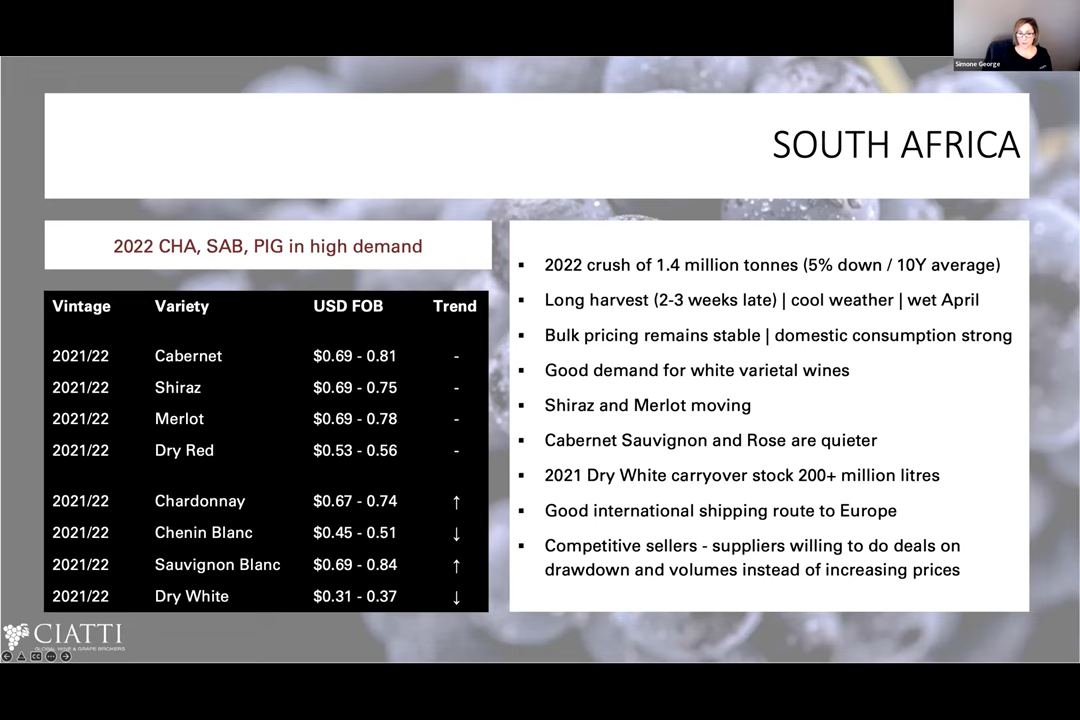 Simone George
SOUTH AFRICA
2022 CHA, SAB, PIG in high demand
Vintage Variety USD FOB Trend
2021/22 Cabernet $0.69 - 0.81 -
2021/22 Shiraz $0.69 - 0.75 -
2021/22 Merlot $0.69 - 0.78 -
2021/22 Dry Red $0.53 - 0.56 -
2021/22 Chardonnay $0.67 - 0.74 ↑
2021/22 Chenin Blanc $0.45 - 0.51 ↓
2021/22 Sauvignon Blanc $0.69 - 0.84 ↑
2021/22 Dry White $0.31 - 0.37 ↓
▪ 2022 crush of 1.4 million tonnes (5% down / 10Y average)
▪ Long harvest (2-3 weeks late) | cool weather | wet April
▪ Bulk pricing remains stable | domestic consumption strong
▪ Good demand for white varietal wines
▪ Shiraz and Merlot moving
▪ Cabernet Sauvignon and Rose are quieter
▪ 2021 Dry White carryover stock 200+ million litres
▪ Good international shipping route to Europe
▪ Competitive sellers - suppliers willing to do deals on
drawdown and volumes instead of increasing prices
CIATTI
GLOBAL WINE & GRAPE BROKERS
CC